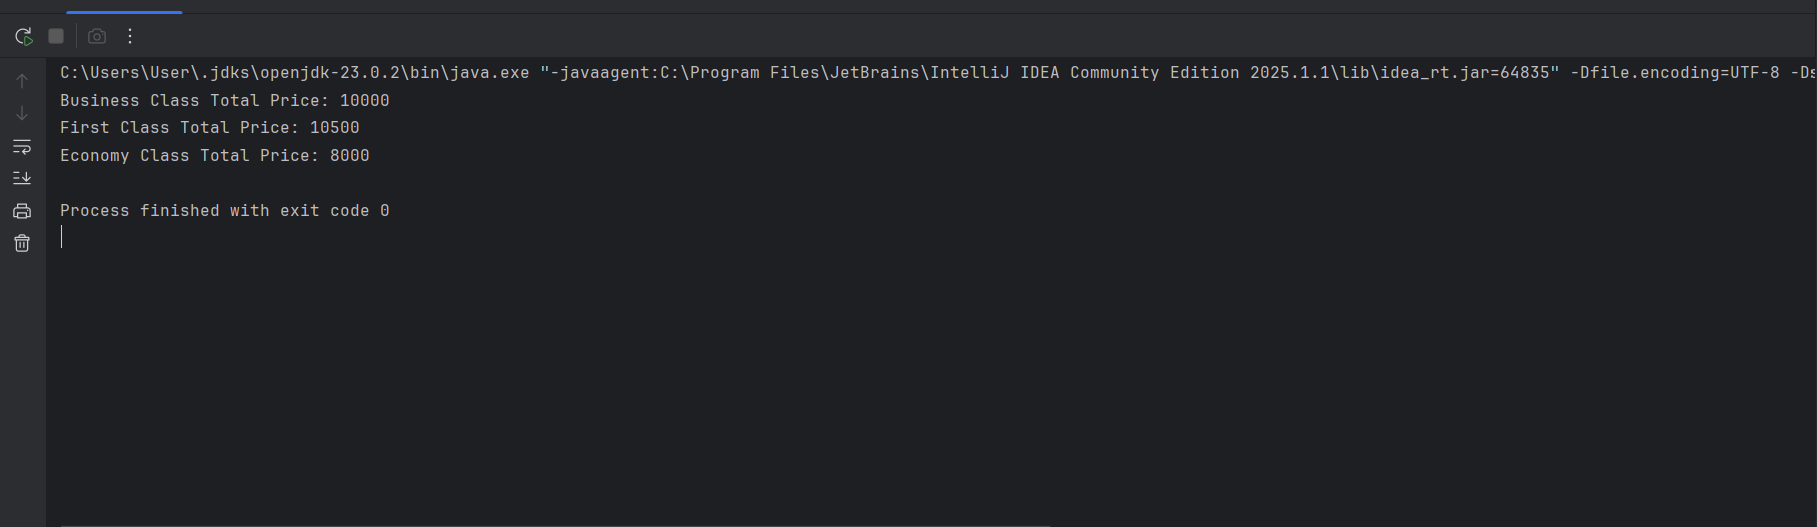 C:\Users\User\.jdks\openjdk-23.0.2\bin\java.exe "-javaagent:C:\Program Files\JetBrains\IntelliJ IDEA Community Edition 2025.1.1\lib\idea_rt.jar=64835" -Dfile.encoding=UTF-8 -Ds
Business Class Total Price: 10000
First Class Total Price: 10500
Economy Class Total Price: 8000
Process finished with exit code 0